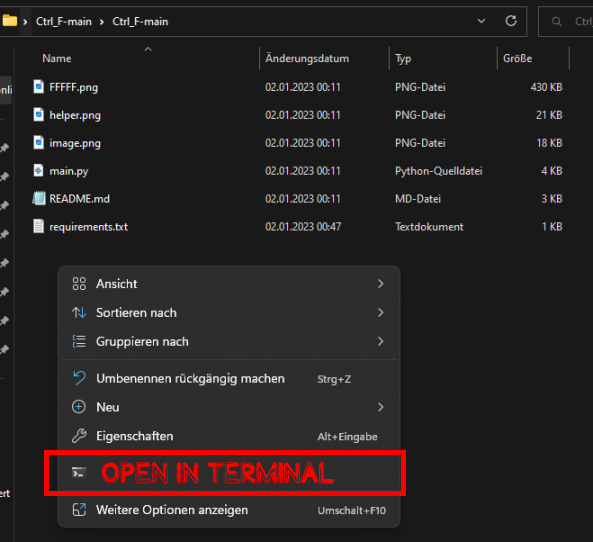 Ctrl_F-main > Ctrl_F-main
Name Änderungsdatum Typ Größe
FFFFF.png 02.01.2023 00:11 PNG-Datei 430 KB
helper.png 02.01.2023 00:11 PNG-Datei 21 KB
image.png 02.01.2023 00:11 PNG-Datei 18 KB
main.py 02.01.2023 00:11 Python-Quelldatei 4 KB
README.md 02.01.2023 00:11 MD-Datei 3 KB
requirements.txt 02.01.2023 00:47 Textdokument 1 KB
Ansicht
Sortieren nach
Gruppieren nach
Umbenennen rückgängig machen Strg+Z
Neu
Eigenschaften Alt+Eingabe
OPEN IN TERMINAL
Weitere Optionen anzeigen Umschalt+F10